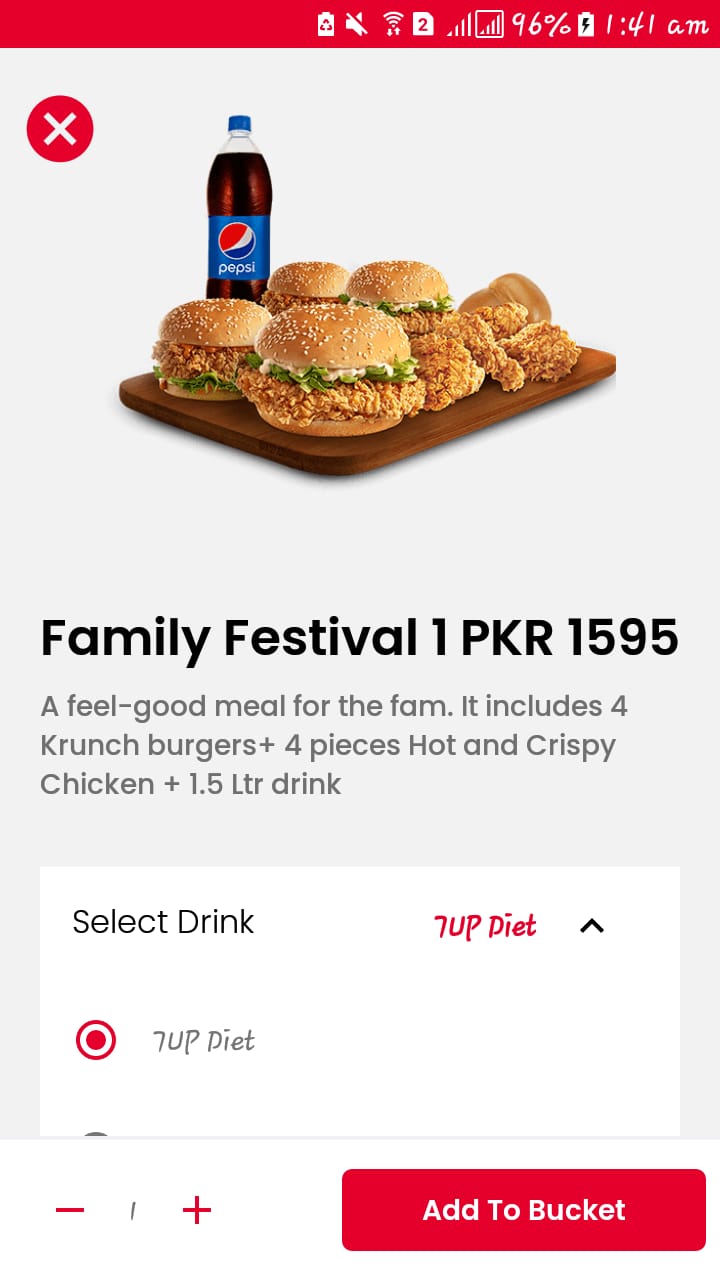 2 96% 1:41 am
pepsi
Family Festival 1 PKR 1595
A feel-good meal for the fam. It includes 4
Krunch burgers+ 4 pieces Hot and Crispy
Chicken + 1.5 Ltr drink
Select Drink 7UP Diet
7UP Diet
1 Add To Bucket